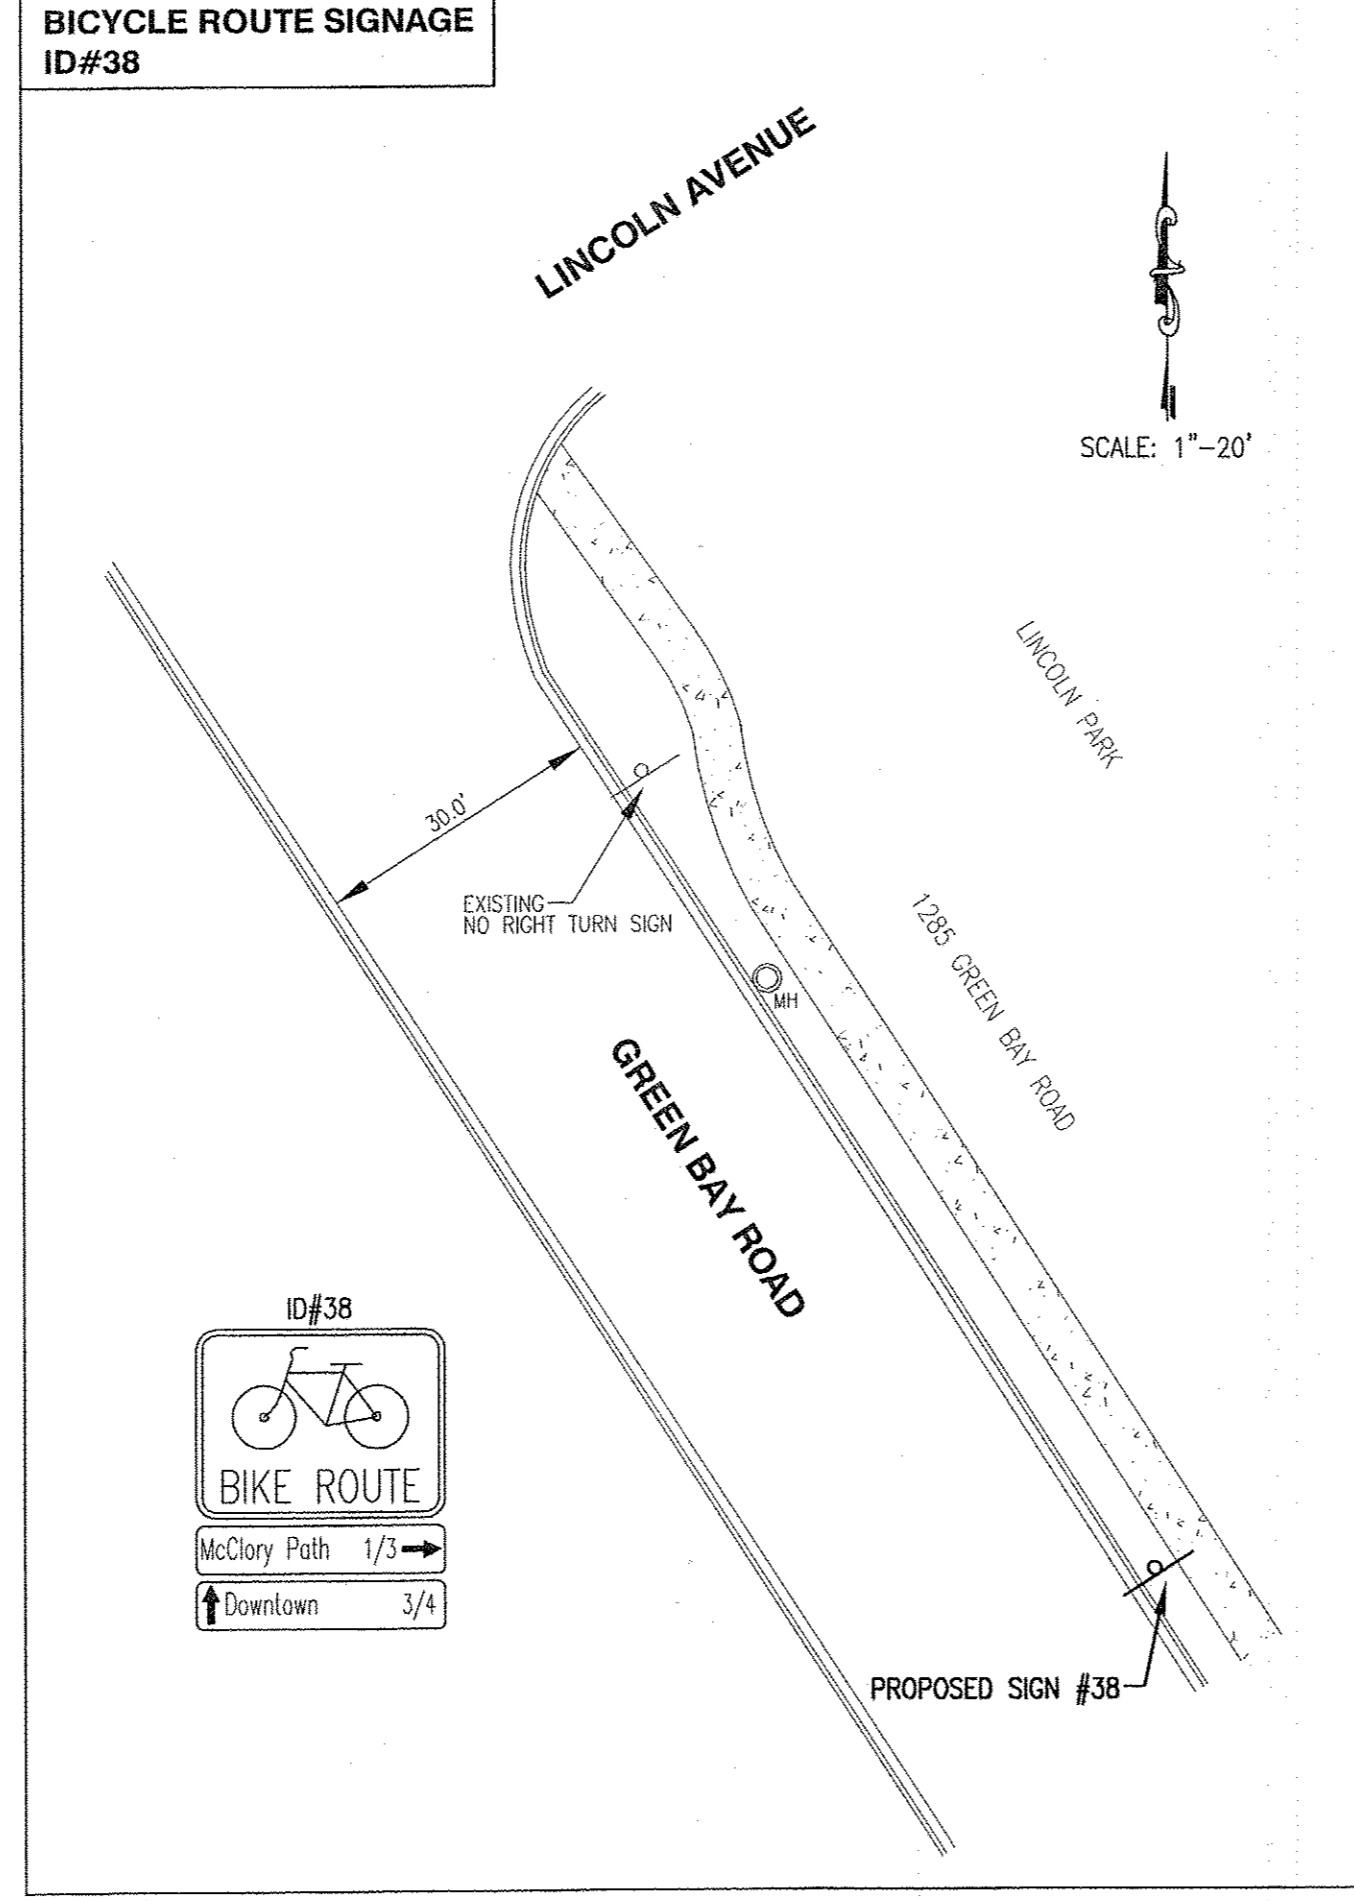 BICYCLE ROUTE SIGNAGE
ID#38
LINCOLN AVENUE
SCALE: 1"-20'
LINCOLN PARK
30.0'
EXISTING
NO RIGHT TURN SIGN
1285 GREEN BAY ROAD
MH
GREEN BAY ROAD
ID#38
BIKE ROUTE
McClory Path 1/3
Downtown 3/4
PROPOSED SIGN #38